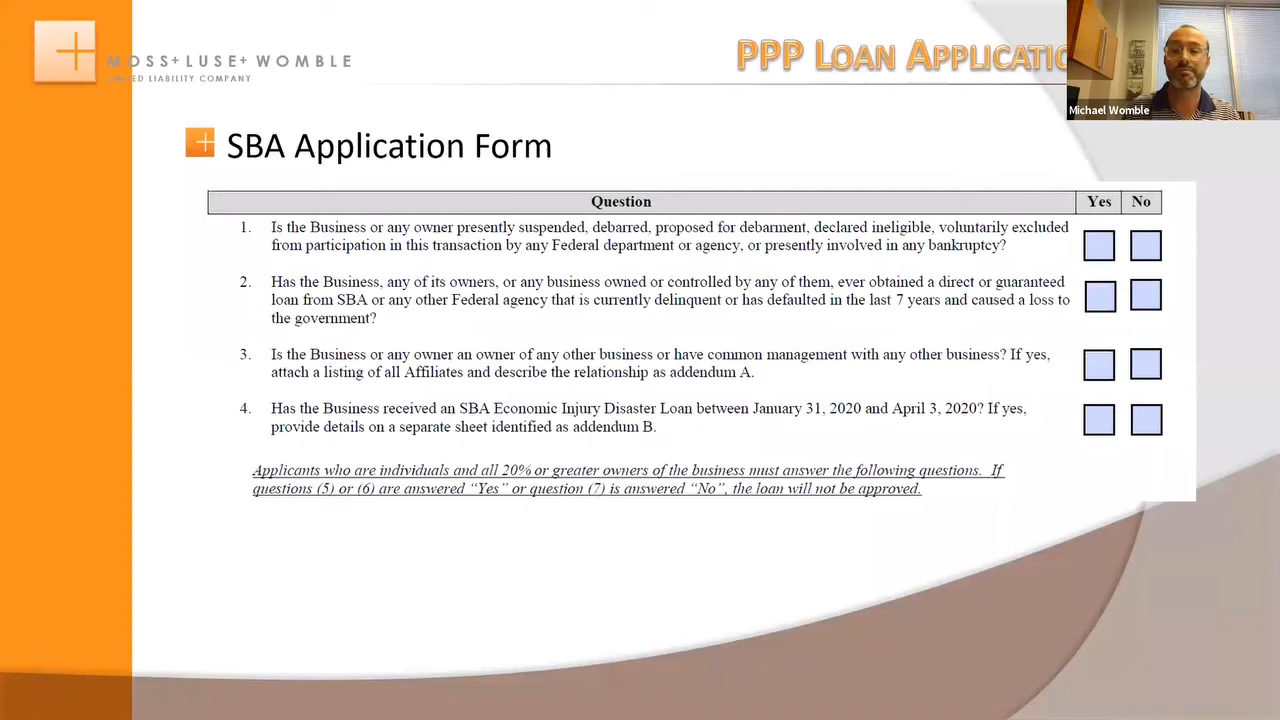 MOSS+ LUSE+ WOMBLE
LIMITED LIABILITY COMPANY
PPP LOAN
Michael Womble
SBA Application Form
Question Yes No
1. Is the Business or any owner presently suspended, debarred, proposed for debarment, declared ineligible, voluntarily excluded
from participation in this transaction by any Federal department or agency, or presently involved in any bankruptcy?
2. Has the Business, any of its owners, or any business owned or controlled by any of them, ever obtained a direct or guaranteed
loan from SBA or any other Federal agency that is currently delinquent or has defaulted in the last 7 years and caused a loss to
the government?
3. Is the Business or any owner an owner of any other business or have common management with any other business? If yes,
attach a listing of all Affiliates and describe the relationship as addendum A.
4. Has the Business received an SBA Economic Injury Disaster Loan between January 31, 2020 and April 3, 2020? If yes,
provide details on a separate sheet identified as addendum B.
Applicants who are individuals and all 20% or greater owners of the business must answer the following questions. If
questions (5) or (6) are answered “Yes” or question (7) is answered “No”, the loan will not be approved.